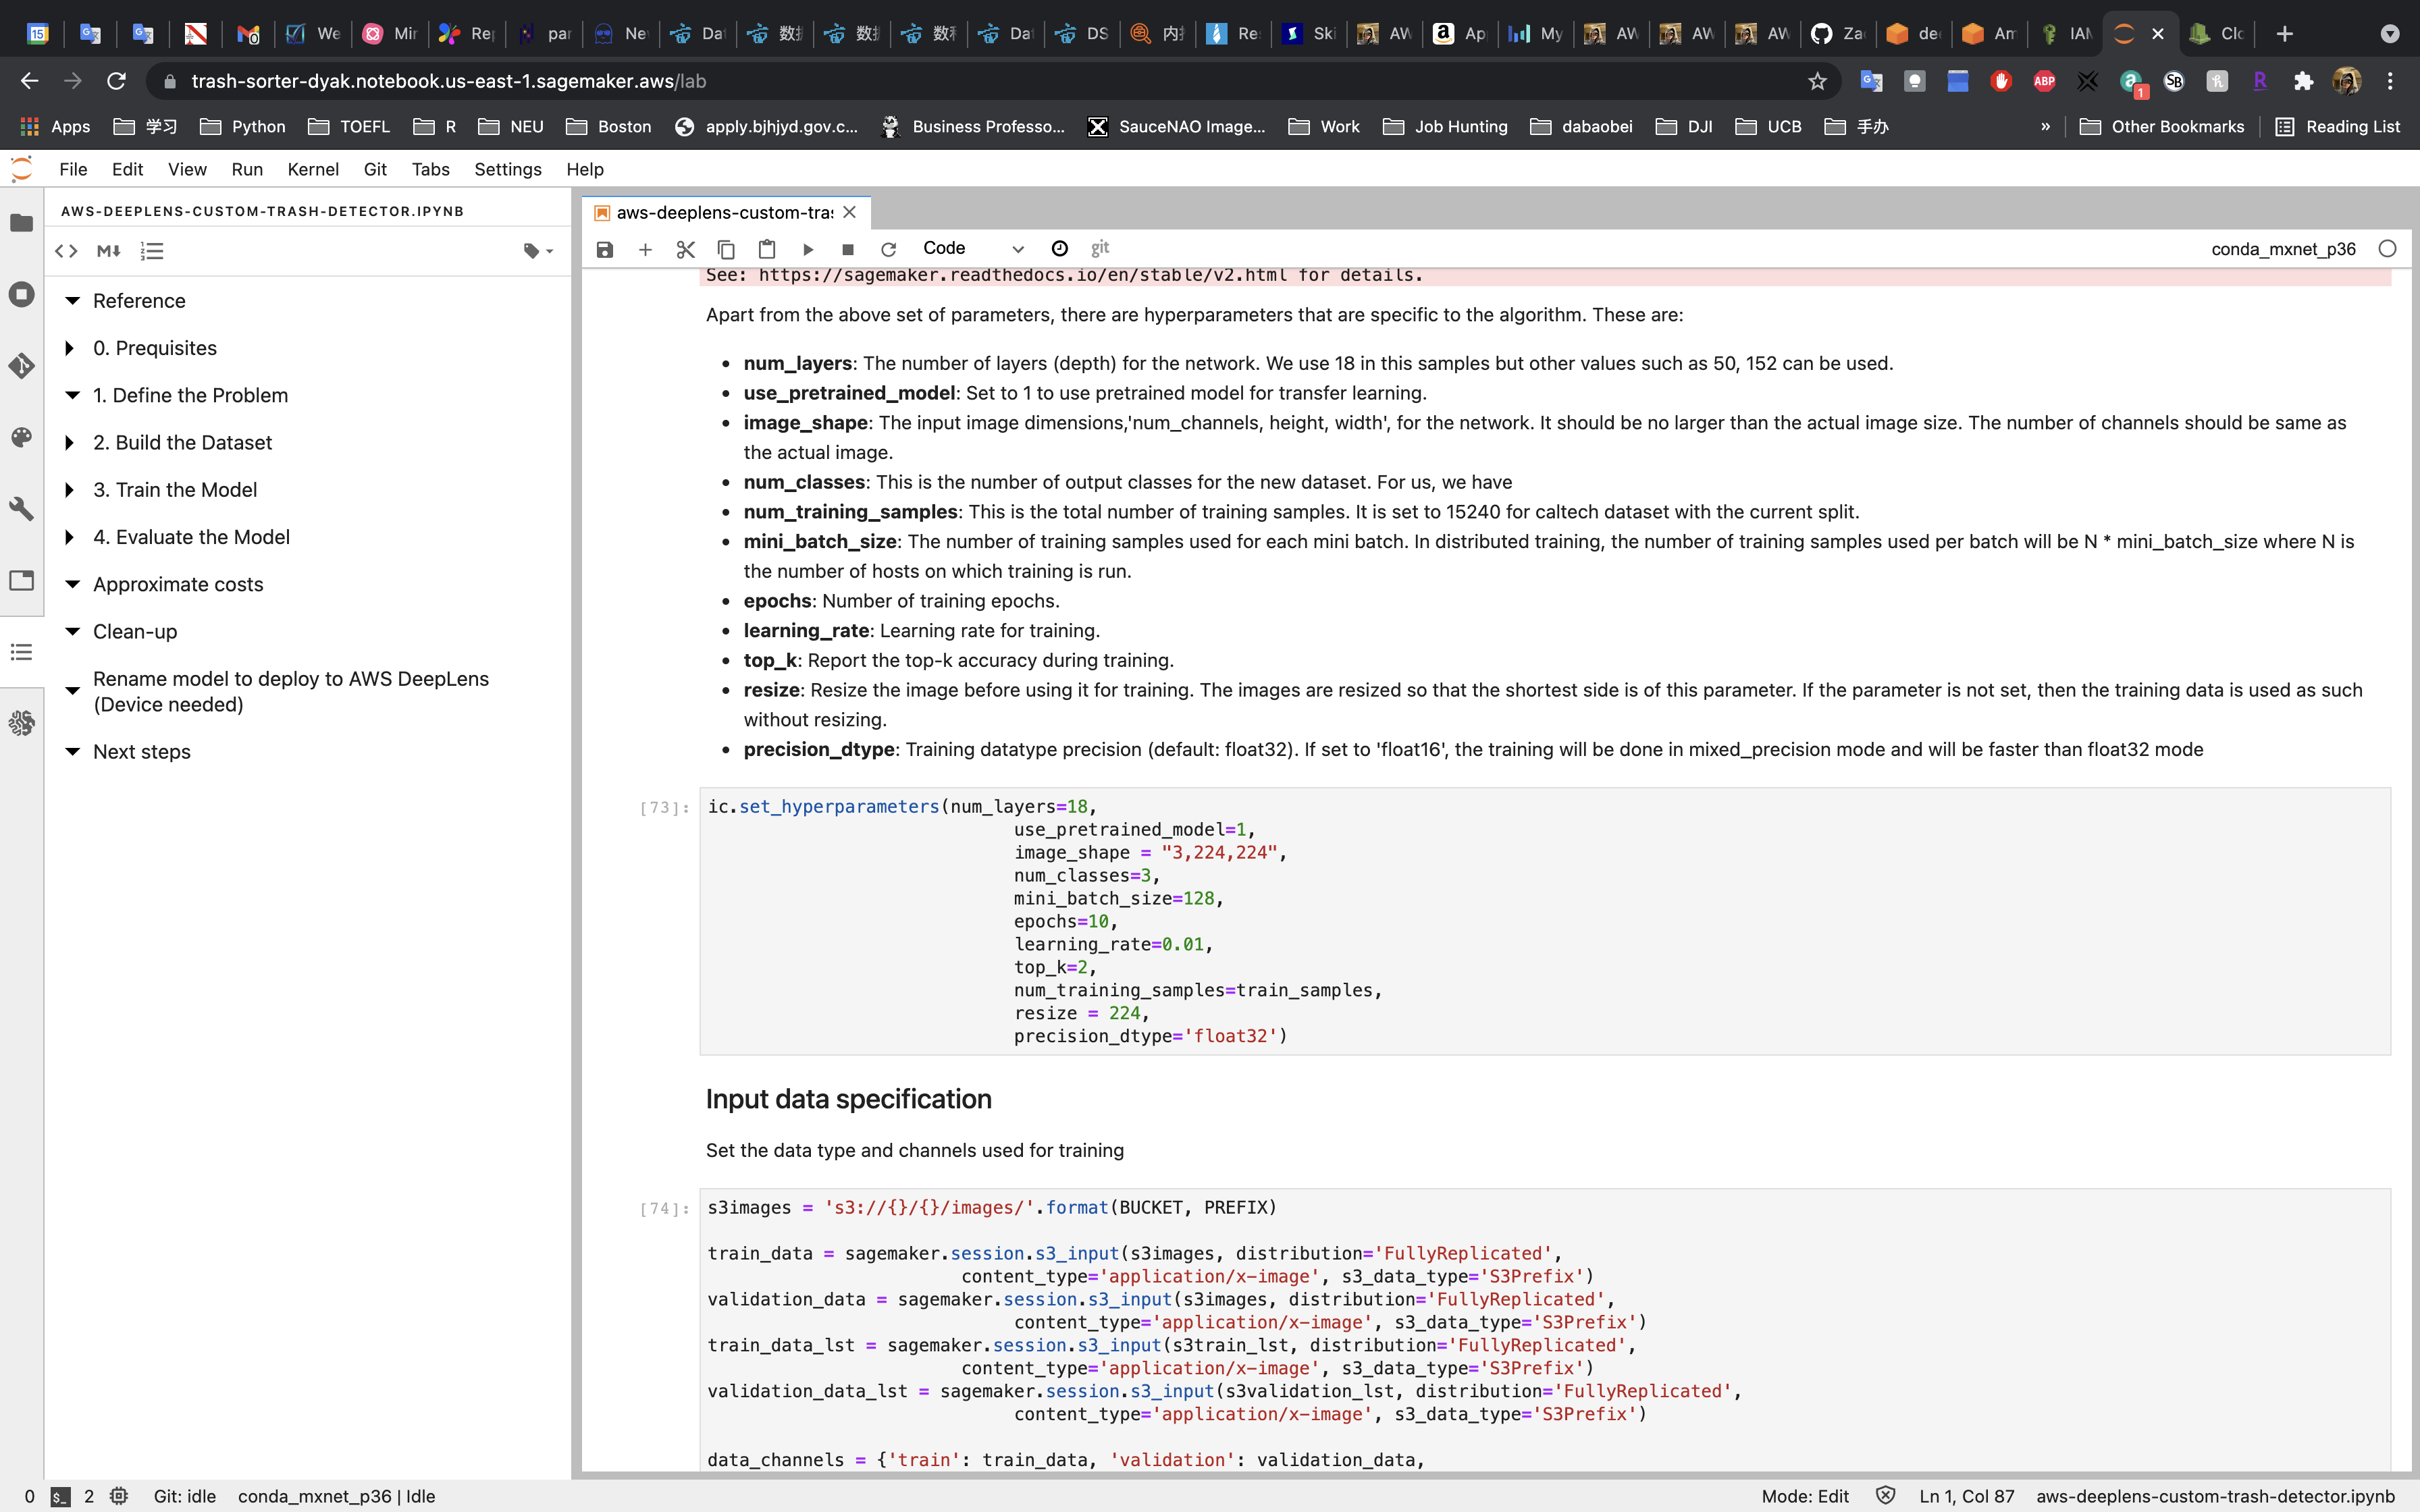 15
We
Mir
Rep
par
Ne
Dat
数据
数据
数和
Dat
DS
内推
Re
Ski
AW
Ap
My
AW
AW
AW
Za
dee
Am
IAM
Clo
trash-sorter-dyak.notebook.us-east-1.sagemaker.aws/lab
ABP
1
SB
R
Apps
学习
Python
TOEFL
R
NEU
Boston
apply.bjhjyd.gov.c...
Business Professo...
SauceNAO Image...
Work
Job Hunting
dabaobei
DJI
UCB
手办
»
Other Bookmarks
Reading List
File Edit View Run Kernel Git Tabs Settings Help
AWS-DEEPLENS-CUSTOM-TRASH-DETECTOR.IPYNB
Reference
0. Prequisites
1. Define the Problem
2. Build the Dataset
3. Train the Model
4. Evaluate the Model
Approximate costs
Clean-up
Rename model to deploy to AWS DeepLens
(Device needed)
Next steps
aws-deeplens-custom-tras
Code
git
conda_mxnet_p36
See: https://sagemaker.readthedocs.io/en/stable/v2.html for details.
Apart from the above set of parameters, there are hyperparameters that are specific to the algorithm. These are:
• num_layers: The number of layers (depth) for the network. We use 18 in this samples but other values such as 50, 152 can be used.
• use_pretrained_model: Set to 1 to use pretrained model for transfer learning.
• image_shape: The input image dimensions,'num_channels, height, width', for the network. It should be no larger than the actual image size. The number of channels should be same as
the actual image.
• num_classes: This is the number of output classes for the new dataset. For us, we have
• num_training_samples: This is the total number of training samples. It is set to 15240 for caltech dataset with the current split.
• mini_batch_size: The number of training samples used for each mini batch. In distributed training, the number of training samples used per batch will be N * mini_batch_size where N is
the number of hosts on which training is run.
• epochs: Number of training epochs.
• learning_rate: Learning rate for training.
• top_k: Report the top-k accuracy during training.
• resize: Resize the image before using it for training. The images are resized so that the shortest side is of this parameter. If the parameter is not set, then the training data is used as such
without resizing.
• precision_dtype: Training datatype precision (default: float32). If set to 'float16', the training will be done in mixed_precision mode and will be faster than float32 mode
[73]: ic.set_hyperparameters(num_layers=18,
use_pretrained_model=1,
image_shape = "3,224,224",
num_classes=3,
mini_batch_size=128,
epochs=10,
learning_rate=0.01,
top_k=2,
num_training_samples=train_samples,
resize = 224,
precision_dtype='float32')
Input data specification
Set the data type and channels used for training
[74]: s3images = 's3://{}/{}/images/'.format(BUCKET, PREFIX)
train_data = sagemaker.session.s3_input(s3images, distribution='FullyReplicated',
content_type='application/x-image', s3_data_type='S3Prefix')
validation_data = sagemaker.session.s3_input(s3images, distribution='FullyReplicated',
content_type='application/x-image', s3_data_type='S3Prefix')
train_data_lst = sagemaker.session.s3_input(s3train_lst, distribution='FullyReplicated',
content_type='application/x-image', s3_data_type='S3Prefix')
validation_data_lst = sagemaker.session.s3_input(s3validation_lst, distribution='FullyReplicated',
content_type='application/x-image', s3_data_type='S3Prefix')
data_channels = {'train': train_data, 'validation': validation_data,
0 $_ 2 Git: idle conda_mxnet_p36 | Idle
Mode: Edit Ln 1, Col 87 aws-deeplens-custom-trash-detector.ipynb